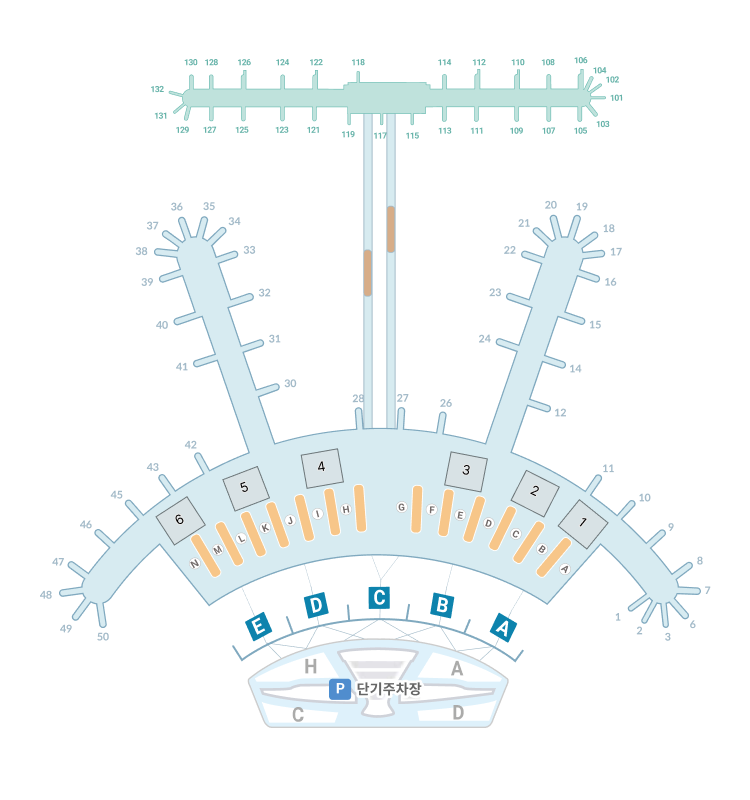 130 128 126 124 122 118 114 112 110 108 106 104
102
132 101
131 103
129 127 125 123 121 119 117 115 113 111 109 107 105
36 35 20 19
37 34 21 18
38 33 22 17
39 32 23 16
40 31 24 15
41 30 14
28 27 26 12
42 11
43 10
45 9
46 8
47 7
48 6
49 50 1 2 3
6 5 4 3 2 1
N M L K J I H G F E D C B A
E D C B A
H A
P 단기주차장
C D